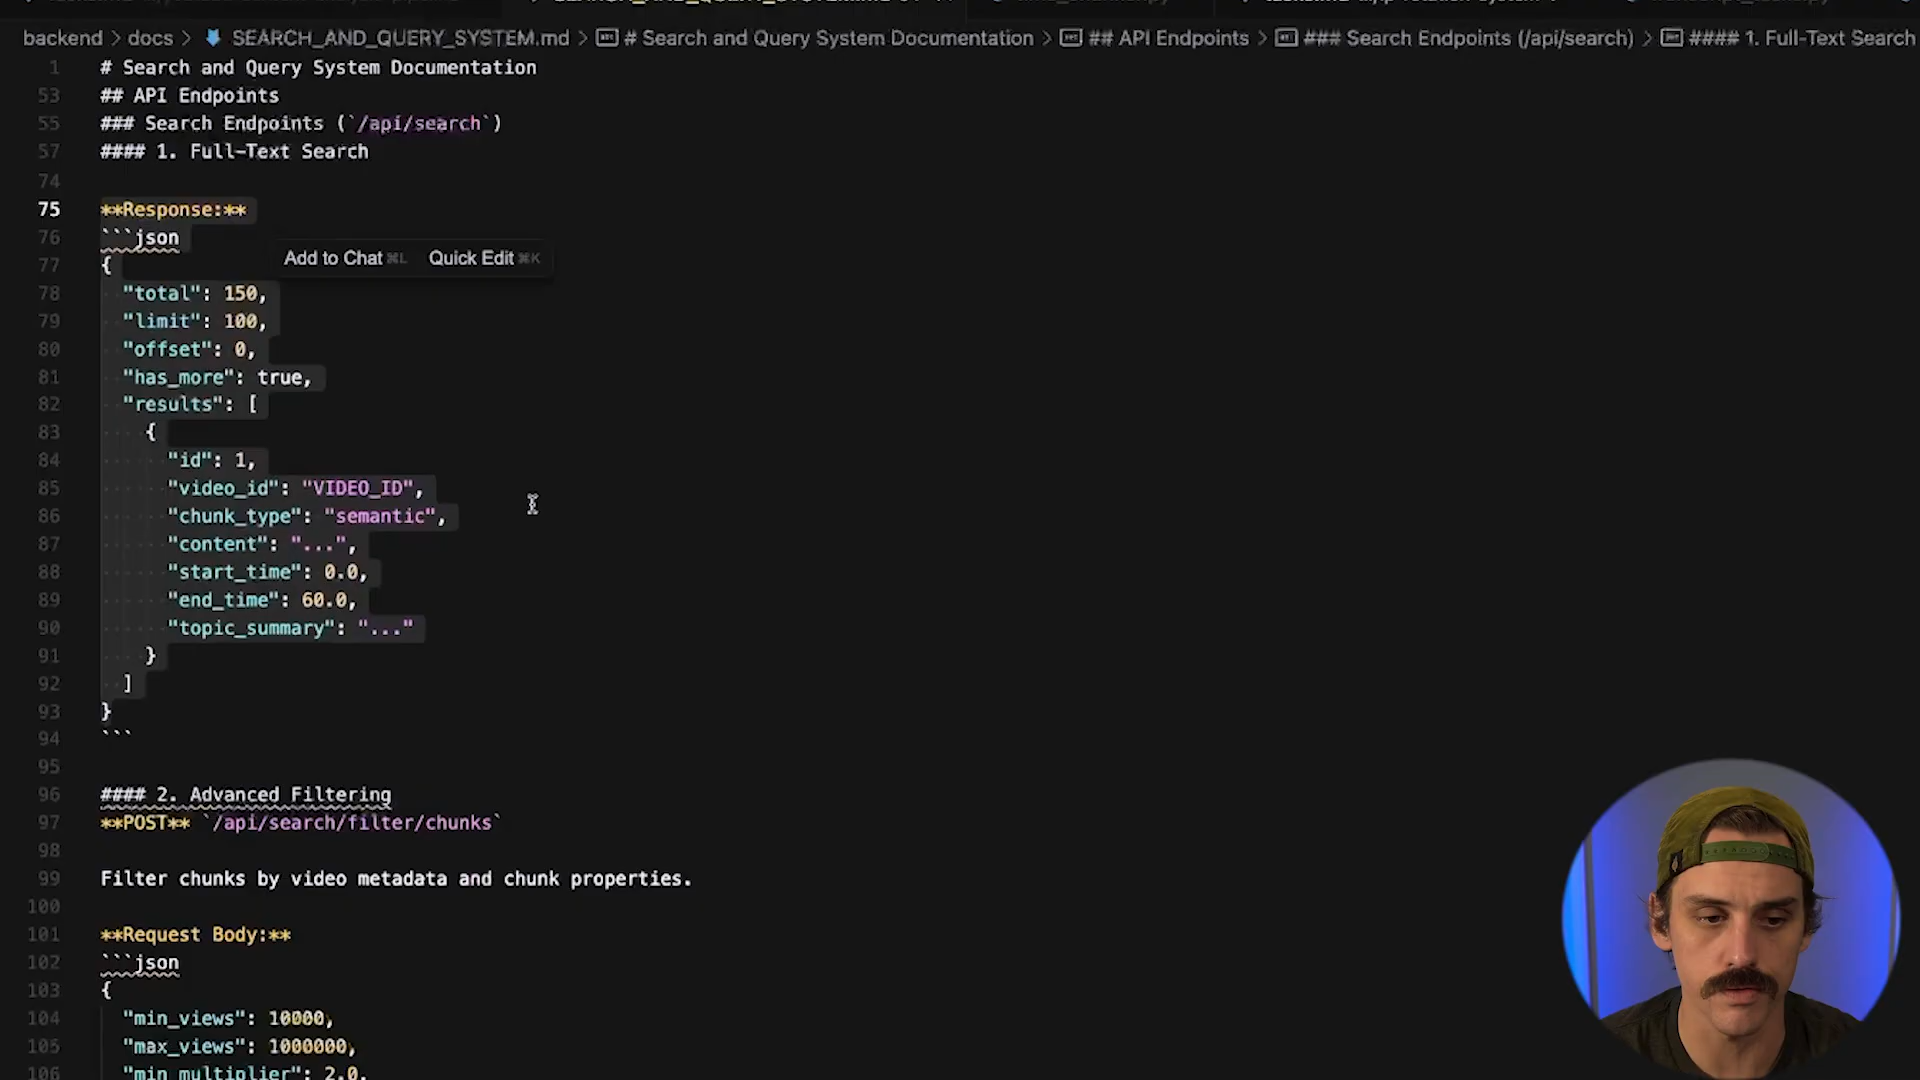 backend > docs > SEARCH_AND_QUERY_SYSTEM.md > # Search and Query System Documentation > ## API Endpoints > ### Search Endpoints (/api/search) > #### 1. Full-Text Search
1 # Search and Query System Documentation
53 ## API Endpoints
55 ### Search Endpoints (`/api/search`)
57 #### 1. Full-Text Search
74
75 **Response:**
76 ```json
Add to Chat ⌘L Quick Edit ⌘K
77 {
78 "total": 150,
79 "limit": 100,
80 "offset": 0,
81 "has_more": true,
82 "results": [
83 {
84 "id": 1,
85 "video_id": "VIDEO_ID",
86 "chunk_type": "semantic",
87 "content": "...",
88 "start_time": 0.0,
89 "end_time": 60.0,
90 "topic_summary": "..."
91 }
92 ]
93 }
94 ```
95
96 #### 2. Advanced Filtering
97 **POST** `/api/search/filter/chunks`
98
99 Filter chunks by video metadata and chunk properties.
100
101 **Request Body:**
102 ```json
103 {
104 "min_views": 10000,
105 "max_views": 1000000,
106 "min_multiplier": 2.0,